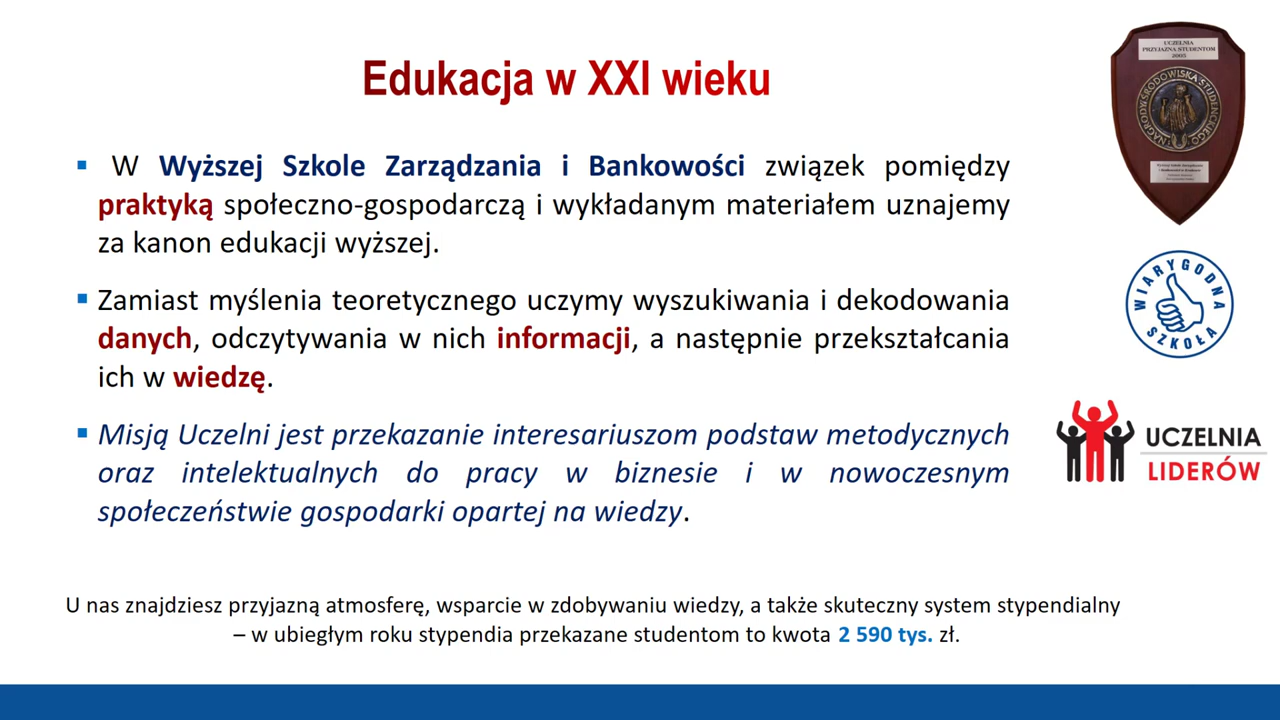 Edukacja w XXI wieku
W Wyższej Szkole Zarządzania i Bankowości związek pomiędzy
praktyką społeczno-gospodarczą i wykładanym materiałem uznajemy
za kanon edukacji wyższej.
Zamiast myślenia teoretycznego uczymy wyszukiwania i dekodowania
danych, odczytywania w nich informacji, a następnie przekształcania
ich w wiedzę.
Misją Uczelni jest przekazanie interesariuszom podstaw metodycznych
oraz intelektualnych do pracy w biznesie i w nowoczesnym
społeczeństwie gospodarki opartej na wiedzy.
U nas znajdziesz przyjazną atmosferę, wsparcie w zdobywaniu wiedzy, a także skuteczny system stypendialny
– w ubiegłym roku stypendia przekazane studentom to kwota 2 590 tys. zł.
UCZELNIA
PRZYJAZNA STUDENTOM
2005
NAGRODA ŚRODOWISKA STUDENCKIEGO
WIARYGODNA
SZKOŁA
UCZELNIA
LIDERÓW